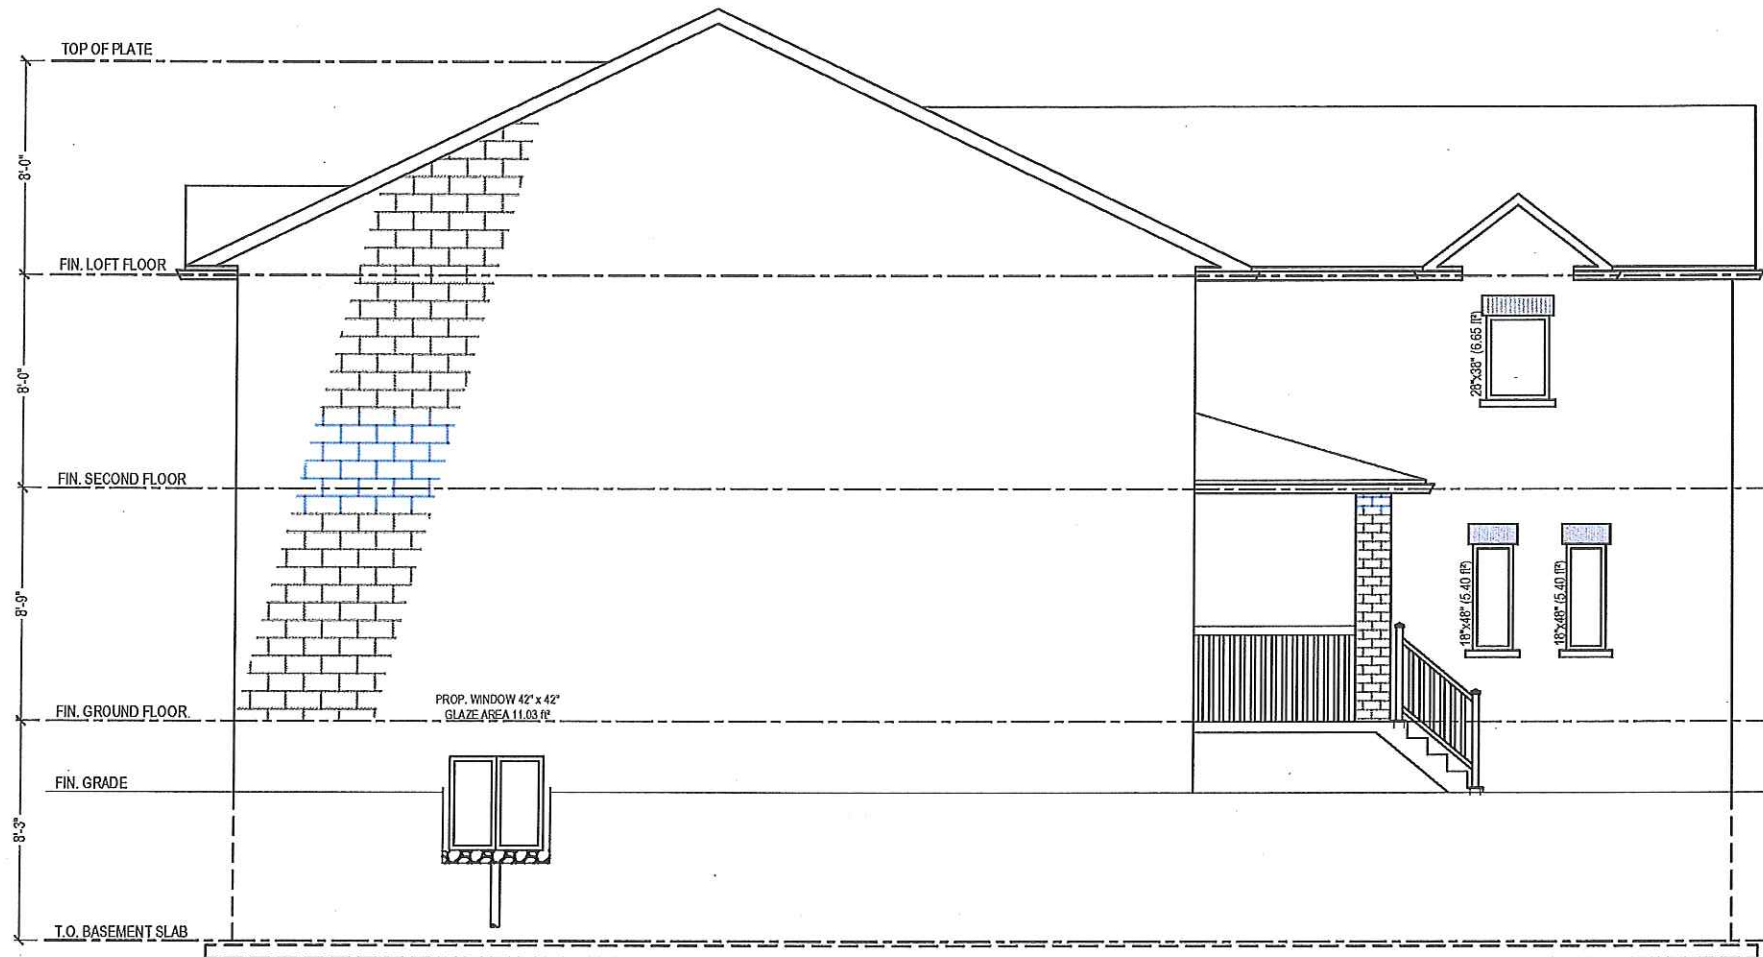 TOP OF PLATE
8'-0"
FIN. LOFT FLOOR
28"x38" (6.65 ft²)
8'-0"
FIN. SECOND FLOOR
18"x48" (5.40 ft²)
18"x48" (5.40 ft²)
8'-9"
PROP. WINDOW 42" x 42"
GLAZE AREA 11.03 ft²
FIN. GROUND FLOOR
FIN. GRADE
8'-3"
T.O. BASEMENT SLAB